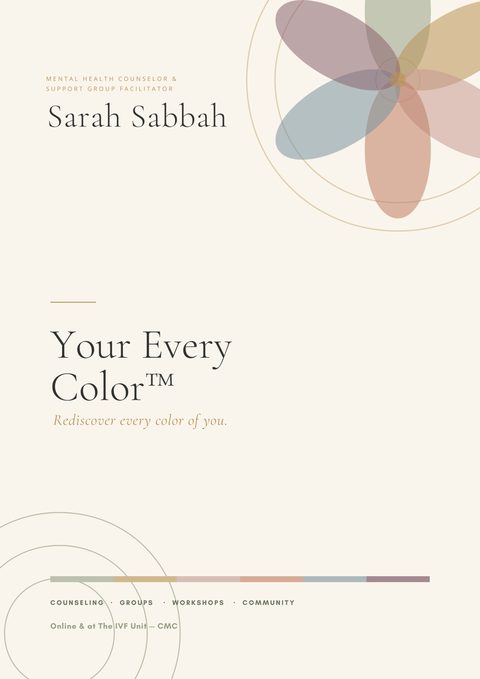 MENTAL HEALTH COUNSELOR &
SUPPORT GROUP FACILITATOR
Sarah Sabbah
Your Every
Color™
Rediscover every color of you.
COUNSELING · GROUPS · WORKSHOPS · COMMUNITY
Online & at The IVF Unit — CMC